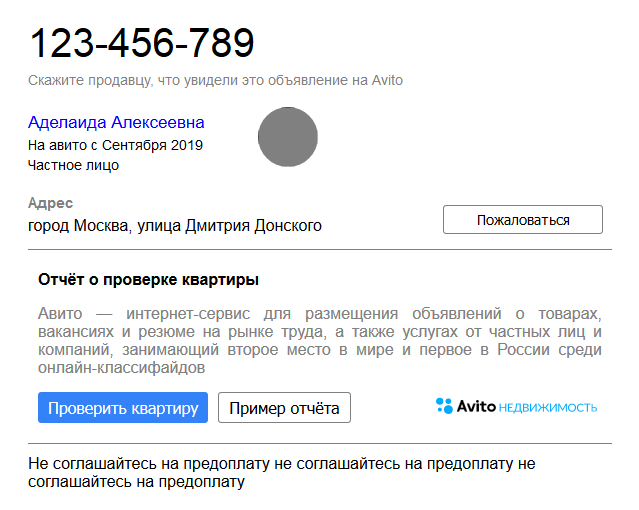 123-456-789
Скажите продавцу, что увидели это объявление на Avito
Аделаида Алексеевна
На авито с Сентября 2019
Частное лицо
Адрес
город Москва, улица Дмитрия Донского
Пожаловаться
Отчёт о проверке квартиры
Авито — интернет-сервис для размещения объявлений о товарах,
вакансиях и резюме на рынке труда, а также услугах от частных лиц и
компаний, занимающий второе место в мире и первое в России среди
онлайн-классифайдов
Проверить квартиру
Пример отчёта
Avito НЕДВИЖИМОСТЬ
Не соглашайтесь на предоплату не соглашайтесь на предоплату не
соглашайтесь на предоплату